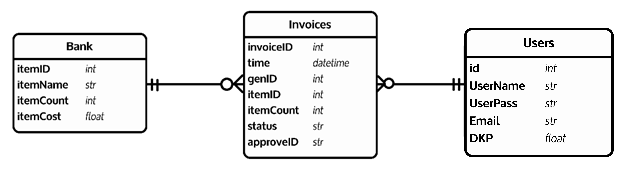 Bank
itemID int
itemName str
itemCount int
itemCost float
Invoices
invoiceID int
time datetime
genID int
itemID int
itemCount int
status str
approveID str
Users
id int
UserName str
UserPass str
Email str
DKP float